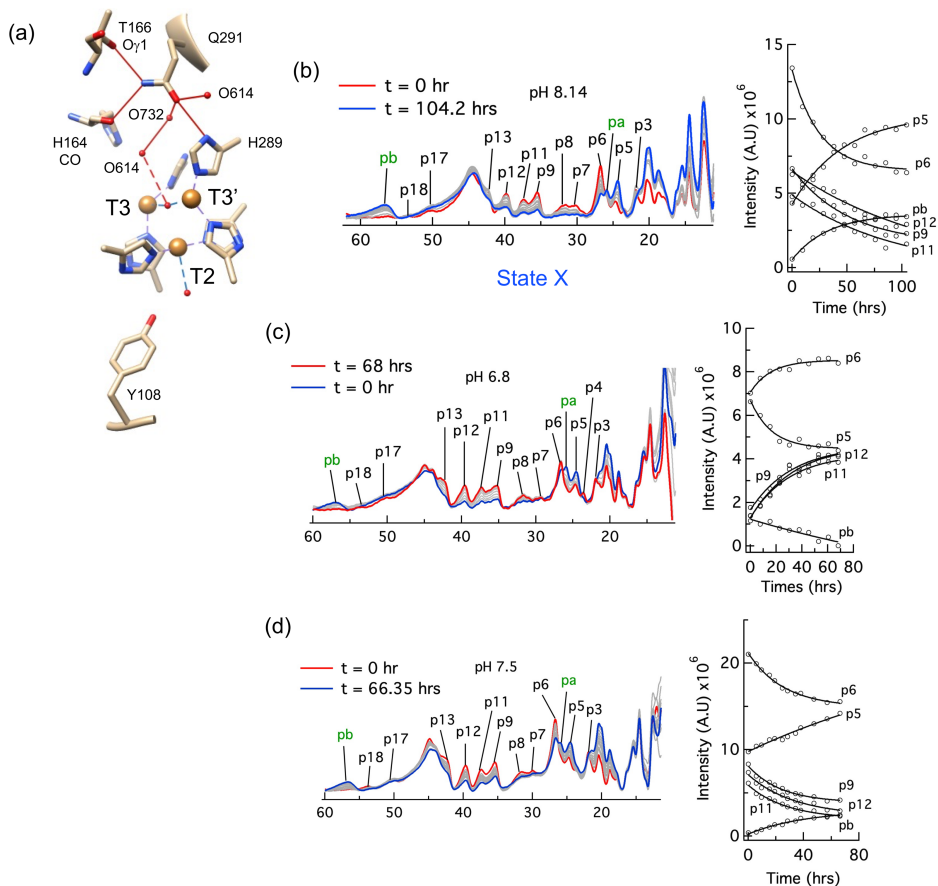 (a)
T166
Oγ1
Q291
O614
O732
H164
CO
H289
O614
T3
T3'
T2
Y108
(b)
t = 0 hr
t = 104.2 hrs
pH 8.14
pb
p18
p17
p13
p12
p11
p9
p8
p7
p6
pa
p5
p3
60
50
40
30
20
State X
Intensity (A.U) x10⁶
15
10
5
0
p5
p6
pb
p12
p9
p11
0
50
100
Time (hrs)
(c)
t = 68 hrs
t = 0 hr
pH 6.8
pb
p18
p17
p13
p12
p11
p9
p8
p7
p6
pa
p5
p4
p3
60
50
40
30
20
Intensity (A.U) x10⁶
10
8
6
4
2
0
p6
p5
p9
p12
p11
pb
0
20
40
60
80
Times (hrs)
(d)
t = 0 hr
t = 66.35 hrs
pH 7.5
pb
p18
p17
p13
p12
p11
p9
p8
p7
p6
pa
p5
p3
60
50
40
30
20
Intensity (A.U) x10⁶
20
10
0
p6
p5
p9
p12
p11
pb
0
40
80
Time (hrs)